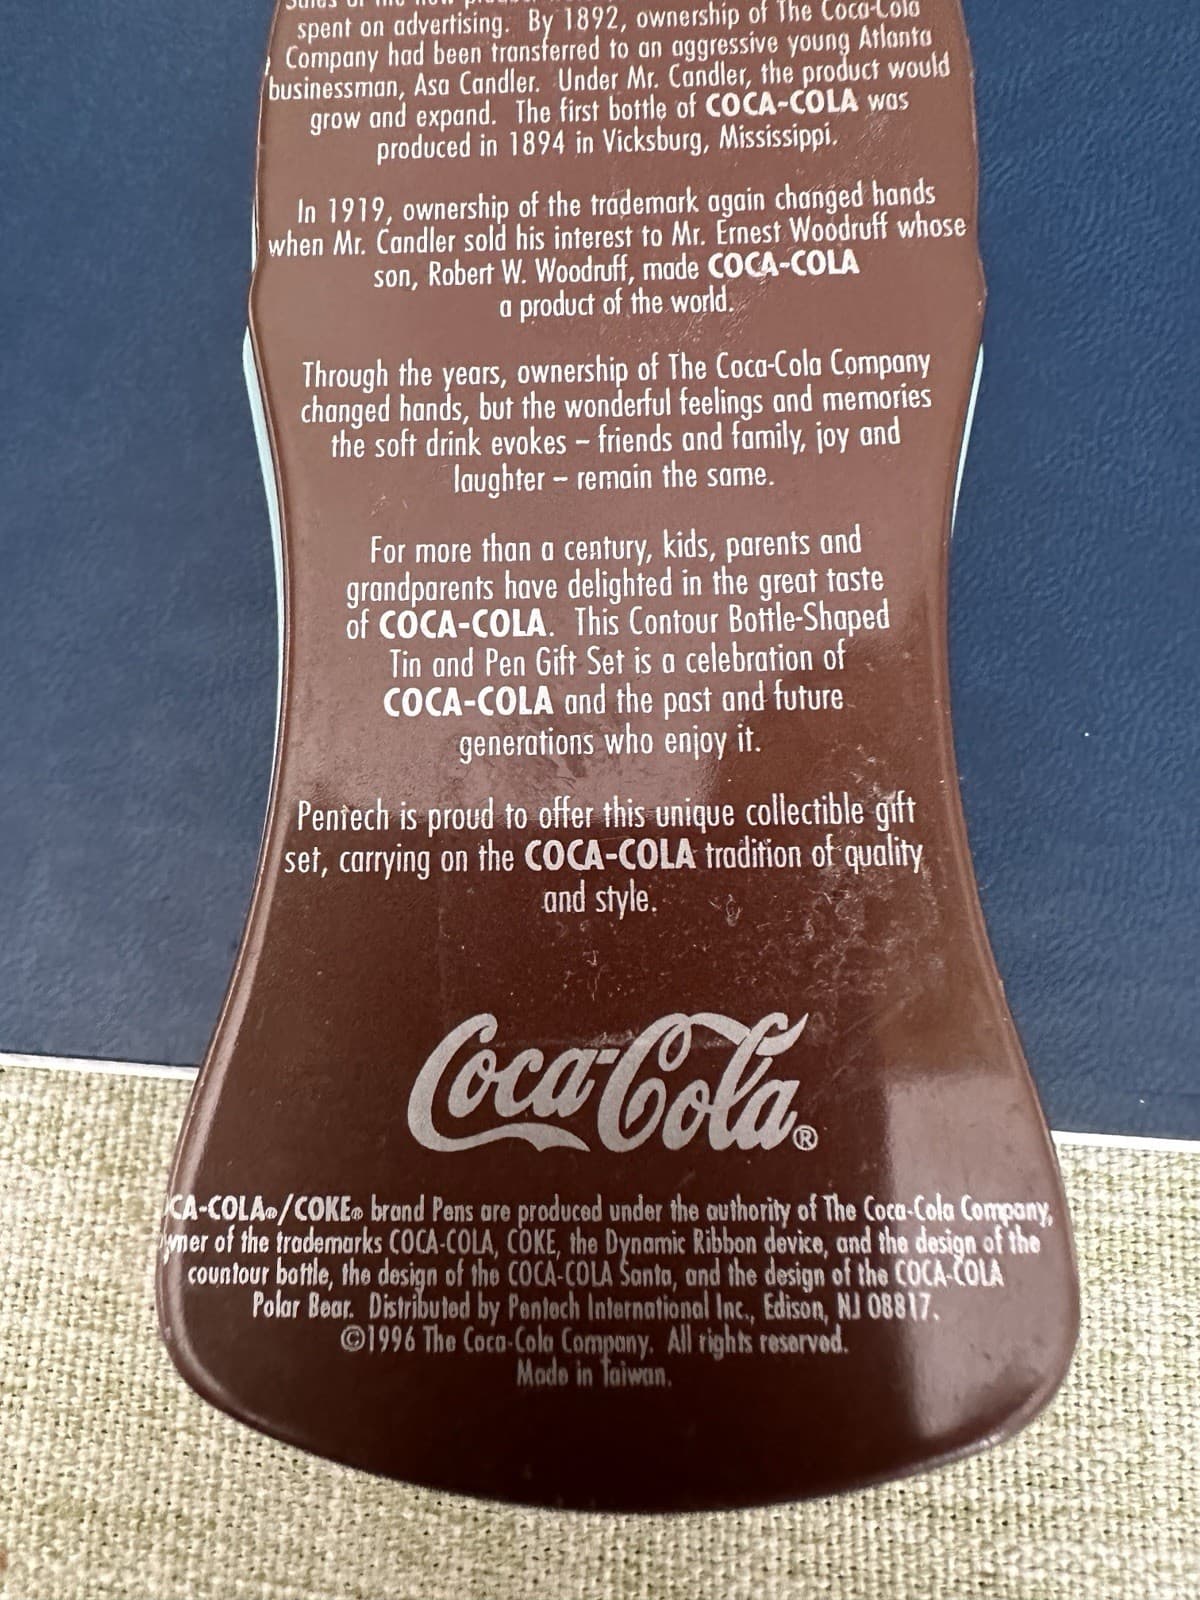 spent on advertising. By 1892, ownership of The Coca-Cola
Company had been transferred to an aggressive young Atlanta
businessman, Asa Candler. Under Mr. Candler, the product would
grow and expand. The first bottle of COCA-COLA was
produced in 1894 in Vicksburg, Mississippi.
In 1919, ownership of the trademark again changed hands
when Mr. Candler sold his interest to Mr. Ernest Woodruff whose
son, Robert W. Woodruff, made COCA-COLA
a product of the world.
Through the years, ownership of The Coca-Cola Company
changed hands, but the wonderful feelings and memories
the soft drink evokes – friends and family, joy and
laughter – remain the same.
For more than a century, kids, parents and
grandparents have delighted in the great taste
of COCA-COLA. This Contour Bottle-Shaped
Tin and Pen Gift Set is a celebration of
COCA-COLA and the past and future
generations who enjoy it.
Pentech is proud to offer this unique collectible gift
set, carrying on the COCA-COLA tradition of quality
and style.
Coca-Cola®
CA-COLA®/COKE® brand Pens are produced under the authority of The Coca-Cola Company,
wner of the trademarks COCA-COLA, COKE, the Dynamic Ribbon device, and the design of the
countour bottle, the design of the COCA-COLA Santa, and the design of the COCA-COLA
Polar Bear. Distributed by Pentech International Inc., Edison, NJ 08817.
©1996 The Coca-Cola Company. All rights reserved.
Made in Taiwan.